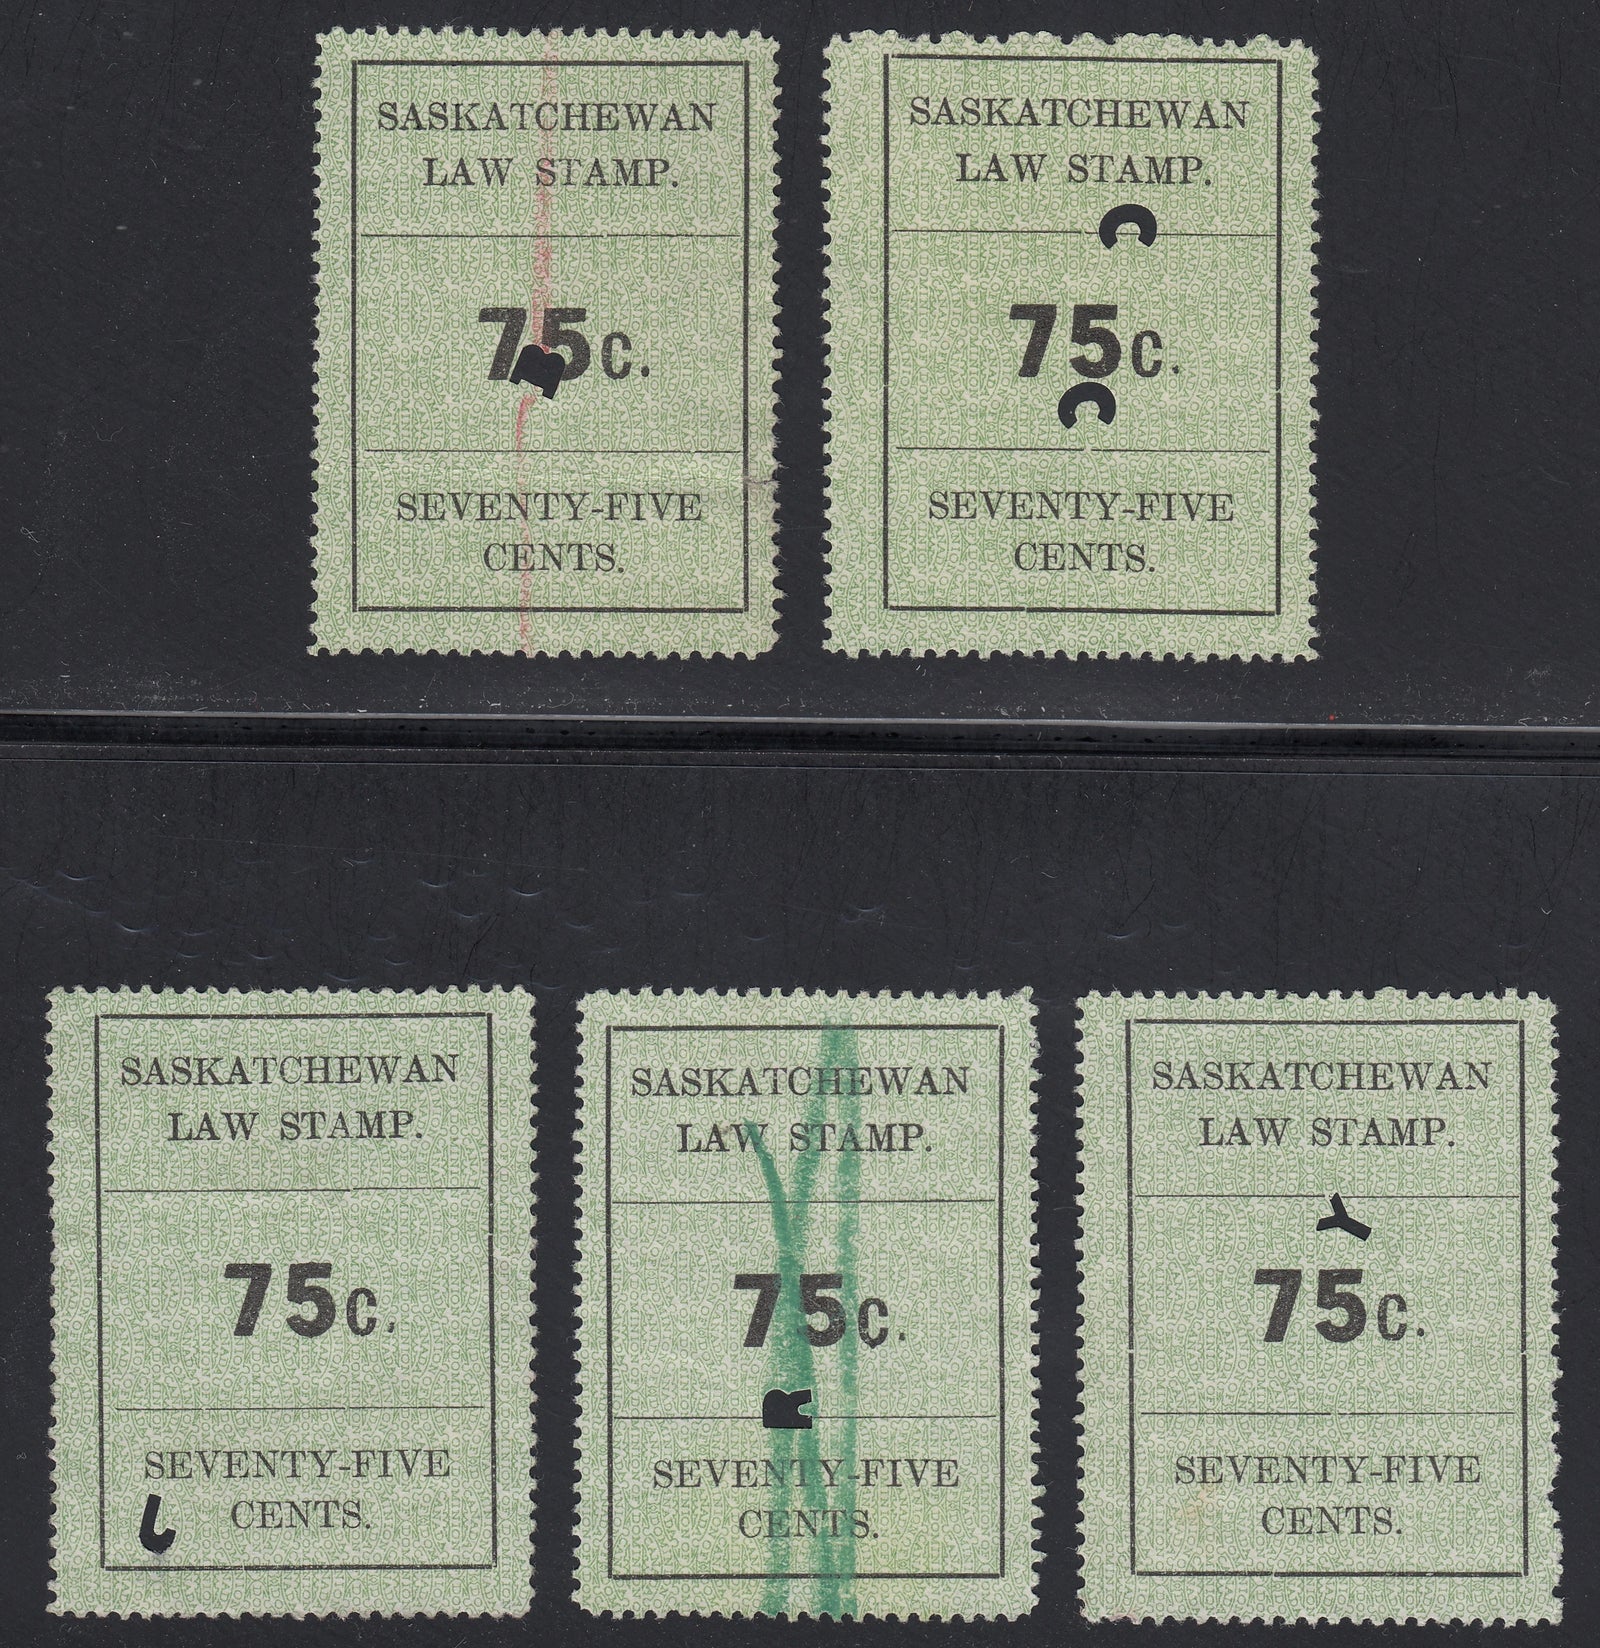 SASKATCHEWAN
LAW STAMP.
75c.
B
SEVENTY-FIVE
CENTS.
SASKATCHEWAN
LAW STAMP.
C
75c.
C
SEVENTY-FIVE
CENTS.
SASKATCHEWAN
LAW STAMP.
75c.
SEVENTY-FIVE
CENTS.
SASKATCHEWAN
LAW STAMP.
75c.
R
SEVENTY-FIVE
CENTS.
SASKATCHEWAN
LAW STAMP.
Y
75c.
SEVENTY-FIVE
CENTS.